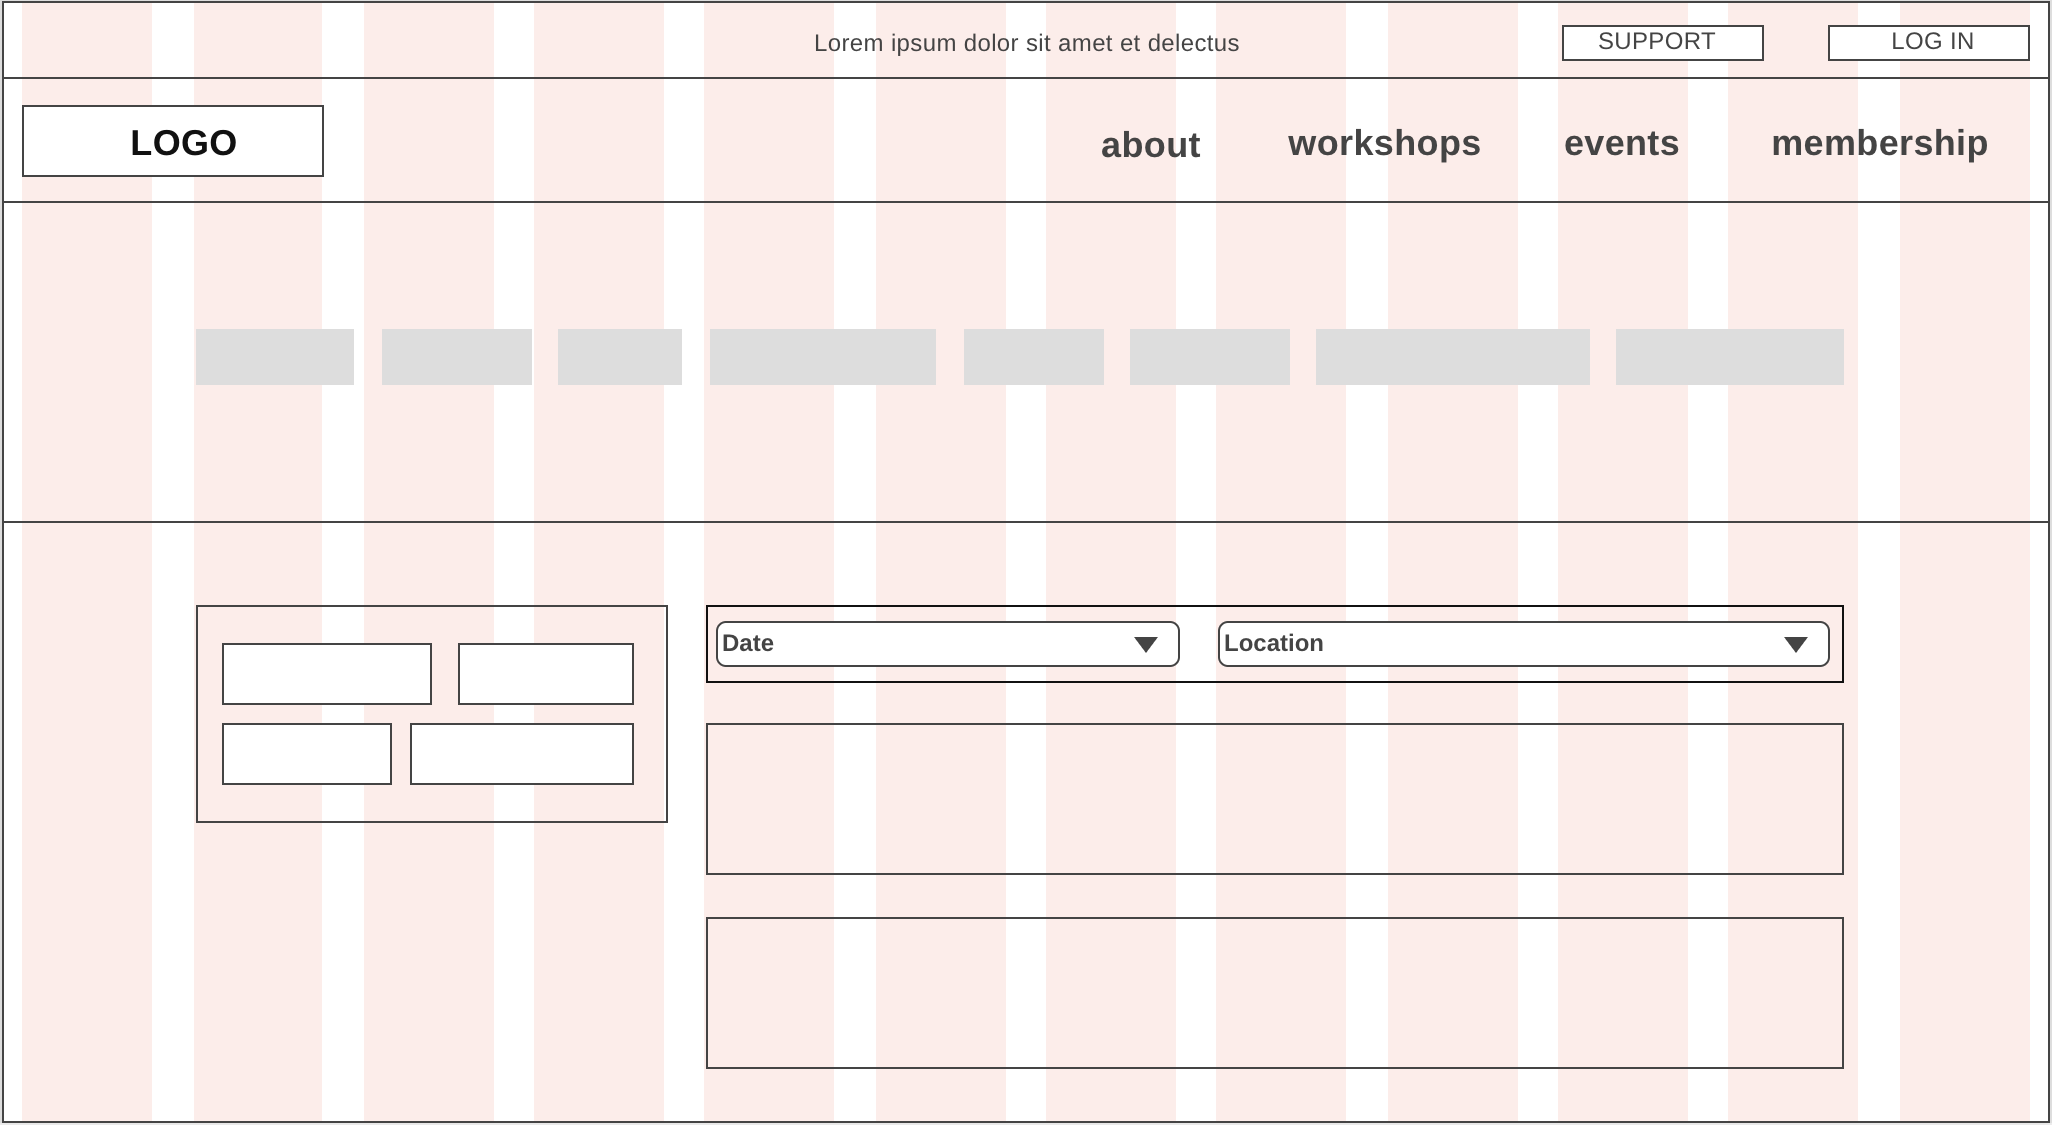 Lorem ipsum dolor sit amet et delectus
SUPPORT
LOG IN
LOGO
about
workshops
events
membership
Date
Location